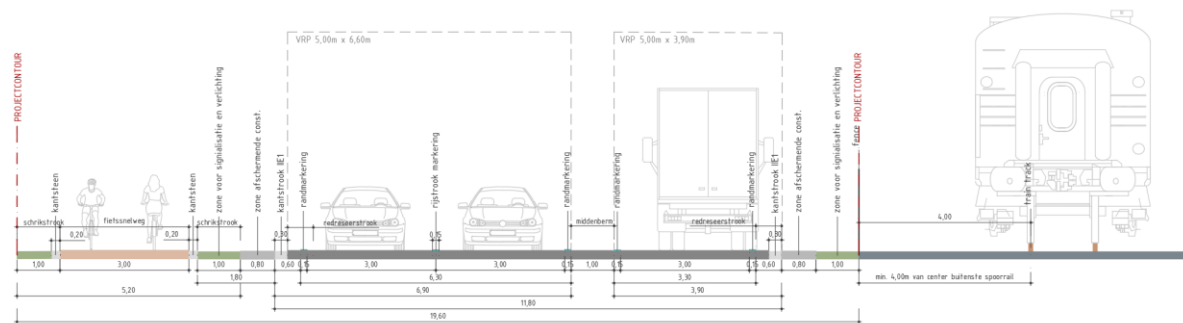 VRP 5,00m x 6,60m
VRP 5,00m x 3,90m
PROJECTCONTOUR
kantsteen
kantsteen
zone voor signialisatie en verlichting
zone afschermende const.
kantstrook IIE1
randmarkering
rijstrook markering
randmarkering
randmarkering
randmarkering
kantstrook IIE1
zone afschermende const.
zone voor signialisatie en verlichting
fence PROJECTCONTOUR
train track
schrikstrook
fietssnelweg
schrikstrook
redreseerstrook
middenberm
redreseerstrook
4,00
0,20
0,20
0,30
0,15
0,30
1,00
3,00
1,00
0,80
0,60
0,15
3,00
3,00
0,15
1,00
0,15
3,00
0,15
0,60
0,80
1,00
min. 4,00m van center buitenste spoorrail
1,80
6,30
3,30
5,20
6,90
3,90
11,80
19,60